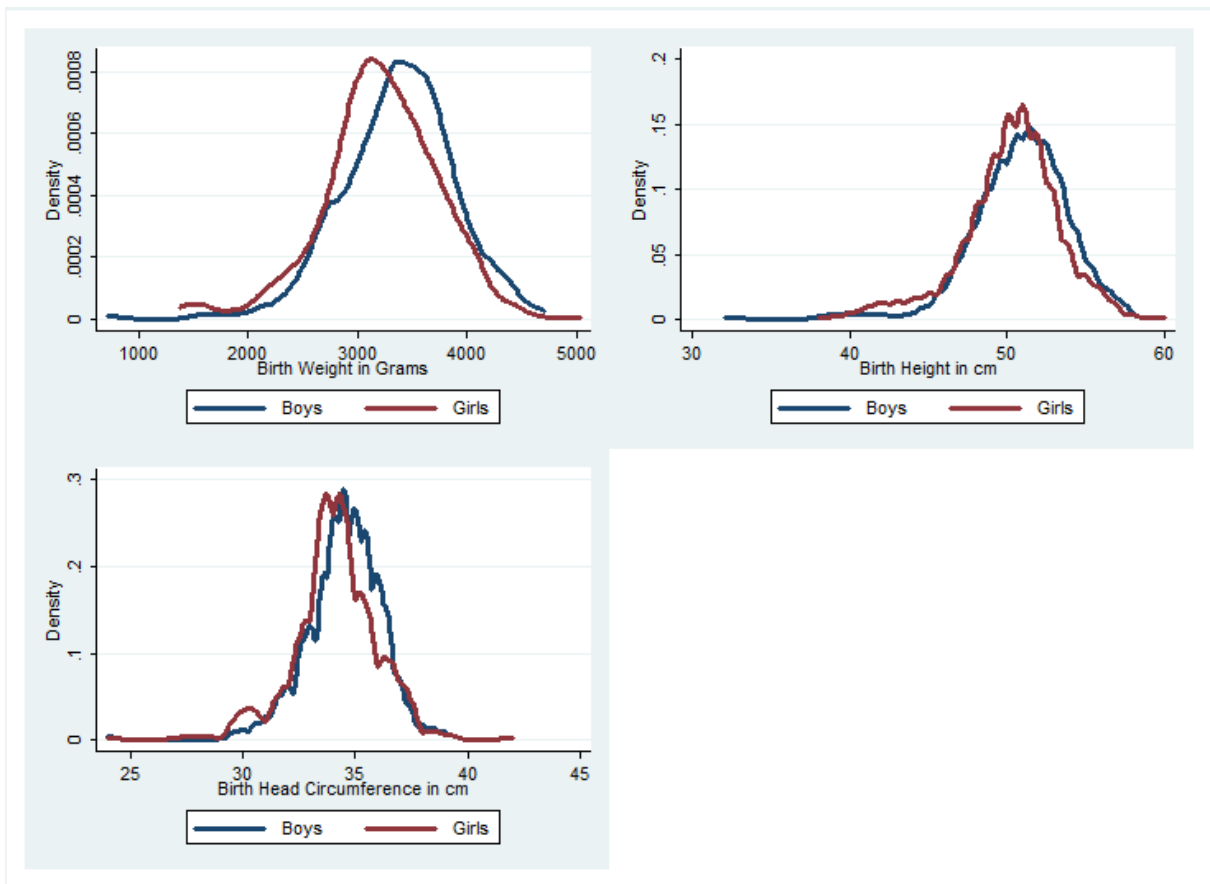 Density
.0008
.0006
.0004
.0002
0
1000 2000 3000 4000 5000
Birth Weight in Grams
Boys Girls
Density
.2
.15
.1
.05
0
30 40 50 60
Birth Height in cm
Boys Girls
Density
.3
.2
.1
0
25 30 35 40 45
Birth Head Circumference in cm
Boys Girls